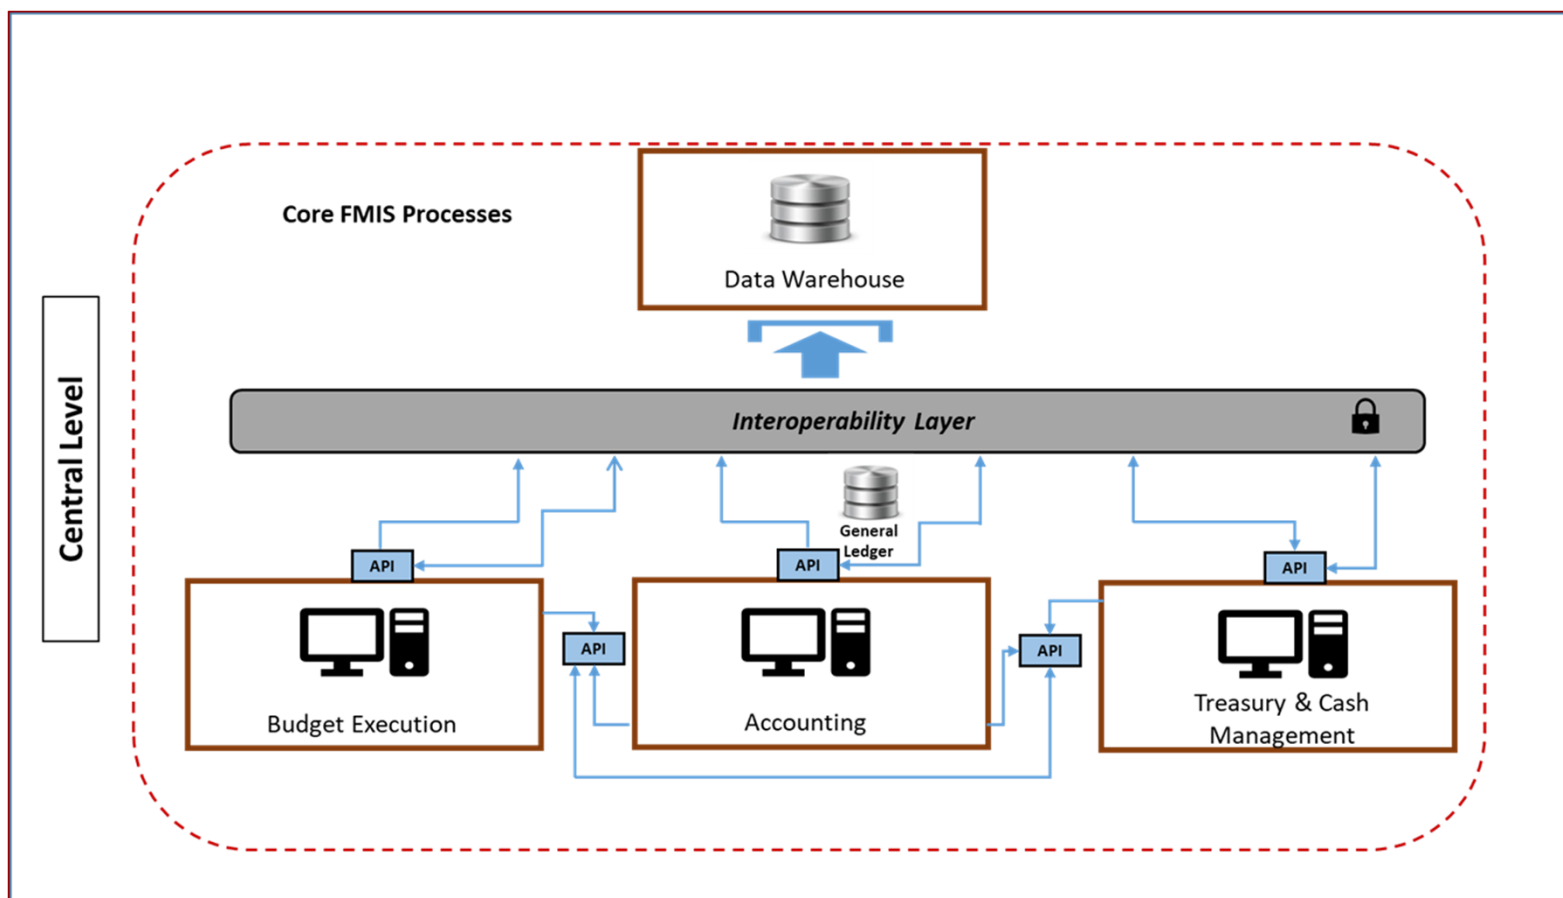 Core FMIS Processes
Data Warehouse
Central Level
Interoperability Layer
General
Ledger
API
API
API
API
API
Budget Execution
Accounting
Treasury & Cash
Management